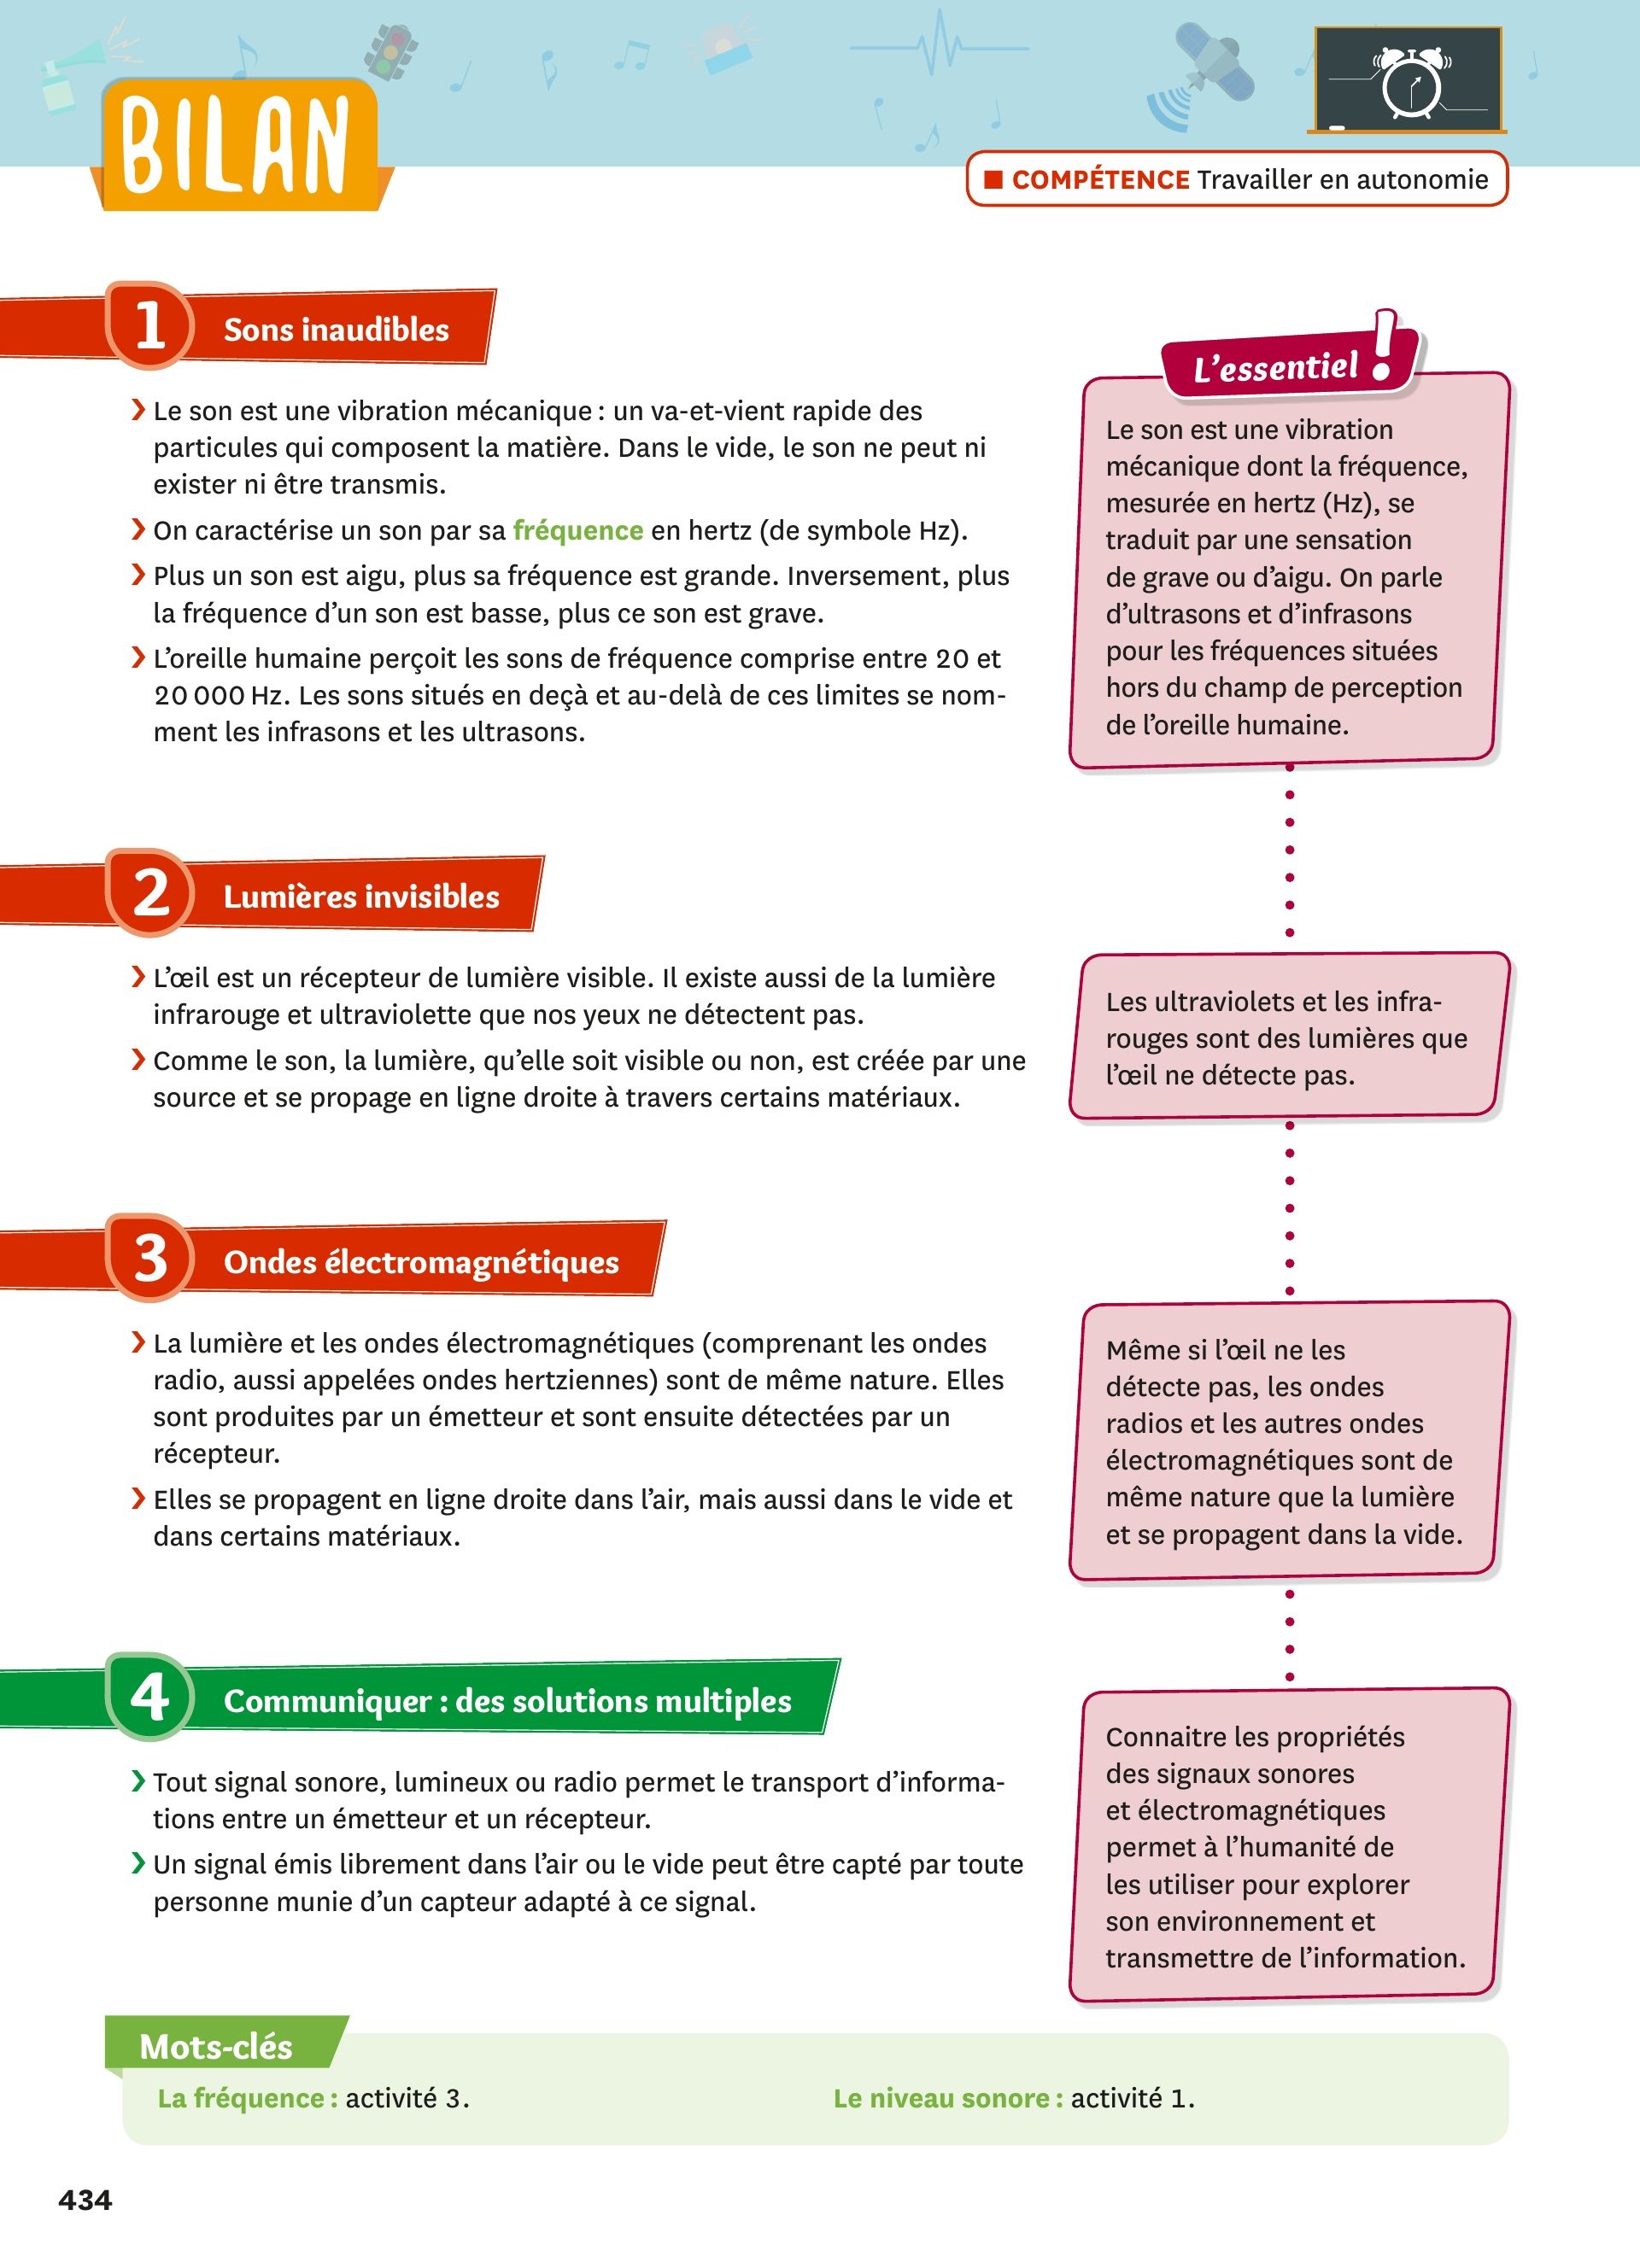 BILAN
■ COMPÉTENCE Travailler en autonomie
1 Sons inaudibles
❯ Le son est une vibration mécanique : un va-et-vient rapide des
particules qui composent la matière. Dans le vide, le son ne peut ni
exister ni être transmis.
❯ On caractérise un son par sa fréquence en hertz (de symbole Hz).
❯ Plus un son est aigu, plus sa fréquence est grande. Inversement, plus
la fréquence d’un son est basse, plus ce son est grave.
❯ L’oreille humaine perçoit les sons de fréquence comprise entre 20 et
20 000 Hz. Les sons situés en deçà et au-delà de ces limites se nom-
ment les infrasons et les ultrasons.
L’essentiel !
Le son est une vibration
mécanique dont la fréquence,
mesurée en hertz (Hz), se
traduit par une sensation
de grave ou d’aigu. On parle
d’ultrasons et d’infrasons
pour les fréquences situées
hors du champ de perception
de l’oreille humaine.
2 Lumières invisibles
❯ L’œil est un récepteur de lumière visible. Il existe aussi de la lumière
infrarouge et ultraviolette que nos yeux ne détectent pas.
❯ Comme le son, la lumière, qu’elle soit visible ou non, est créée par une
source et se propage en ligne droite à travers certains matériaux.
Les ultraviolets et les infra-
rouges sont des lumières que
l’œil ne détecte pas.
3 Ondes électromagnétiques
❯ La lumière et les ondes électromagnétiques (comprenant les ondes
radio, aussi appelées ondes hertziennes) sont de même nature. Elles
sont produites par un émetteur et sont ensuite détectées par un
récepteur.
❯ Elles se propagent en ligne droite dans l’air, mais aussi dans le vide et
dans certains matériaux.
Même si l’œil ne les
détecte pas, les ondes
radios et les autres ondes
électromagnétiques sont de
même nature que la lumière
et se propagent dans la vide.
4 Communiquer : des solutions multiples
❯ Tout signal sonore, lumineux ou radio permet le transport d’informa-
tions entre un émetteur et un récepteur.
❯ Un signal émis librement dans l’air ou le vide peut être capté par toute
personne munie d’un capteur adapté à ce signal.
Connaitre les propriétés
des signaux sonores
et électromagnétiques
permet à l’humanité de
les utiliser pour explorer
son environnement et
transmettre de l’information.
Mots-clés
La fréquence : activité 3.
Le niveau sonore : activité 1.
434